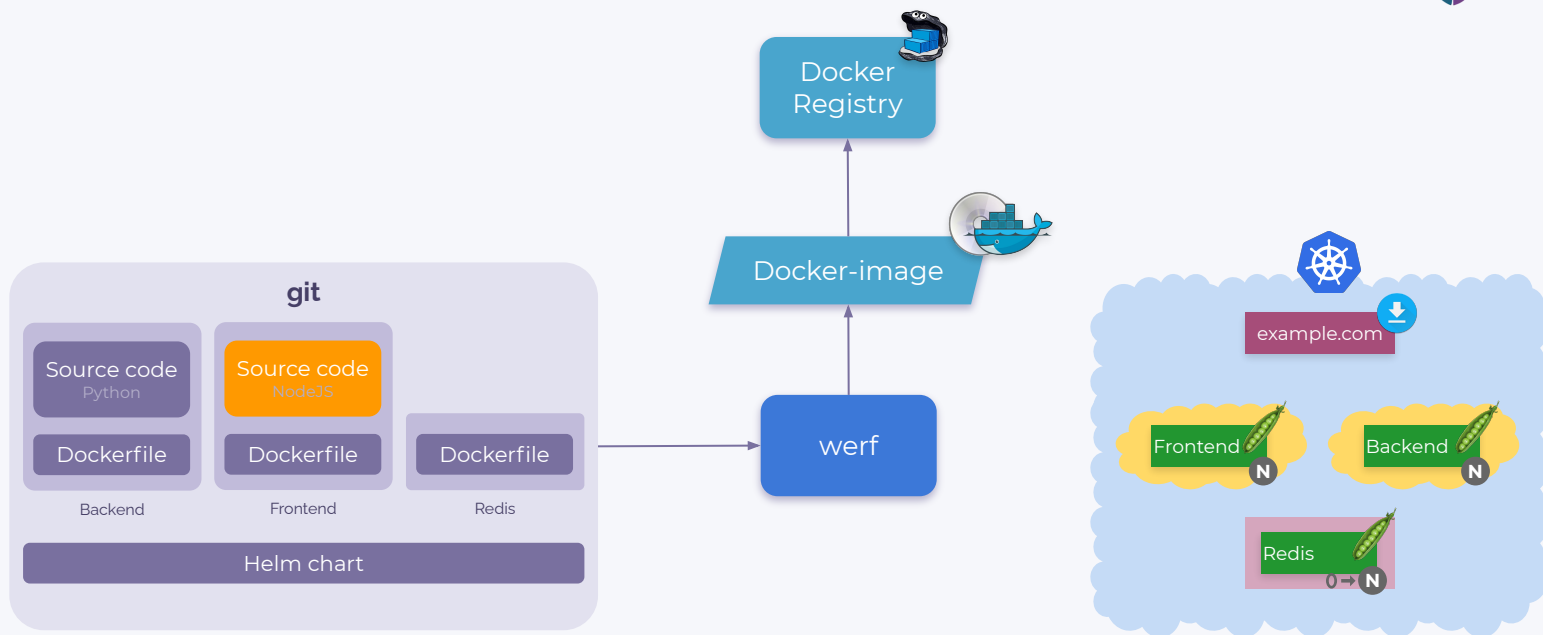 Docker
Registry
Docker-image
git
Source code
Python
Dockerfile
Backend
Source code
NodeJS
Dockerfile
Frontend
Dockerfile
Redis
Helm chart
werf
example.com
Frontend
N
Backend
N
Redis
0 → N